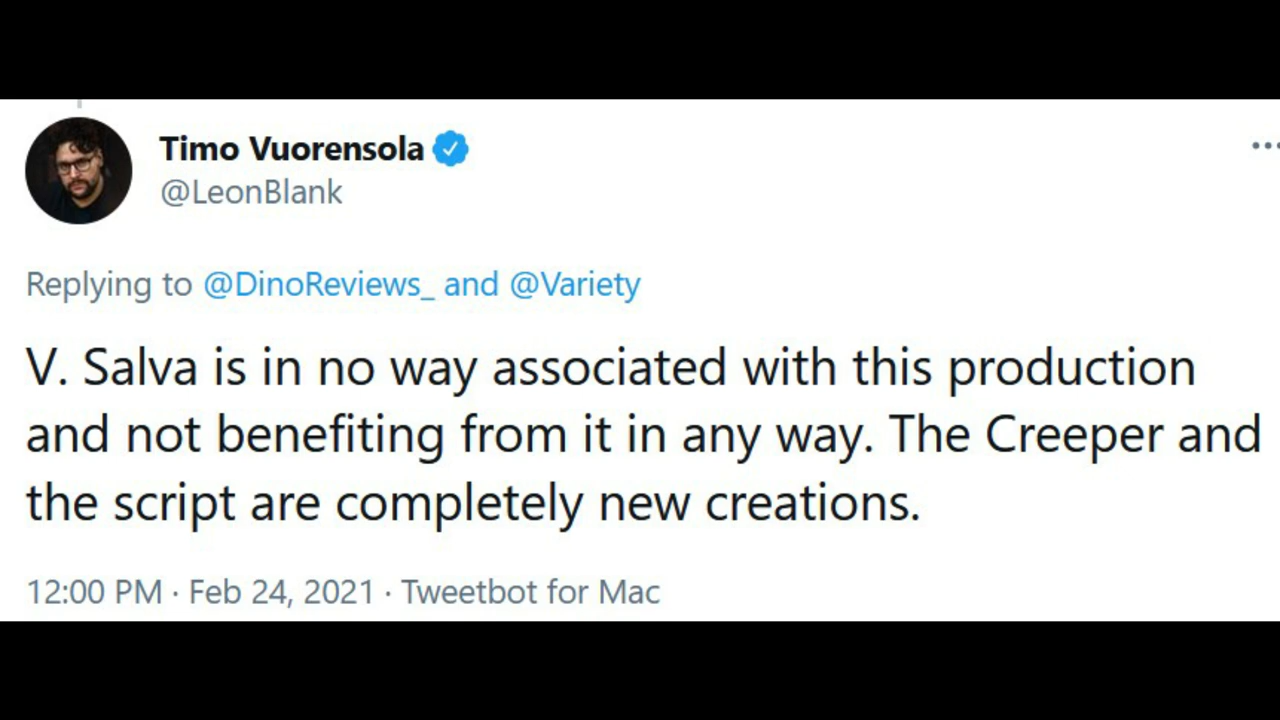 Timo Vuorensola
@LeonBlank
Replying to @DinoReviews_ and @Variety
V. Salva is in no way associated with this production
and not benefiting from it in any way. The Creeper and
the script are completely new creations.
12:00 PM · Feb 24, 2021 · Tweetbot for Mac